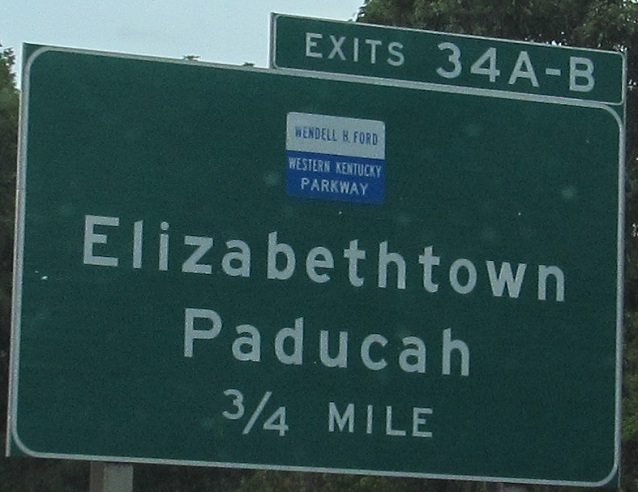 EXITS 34A-B
WENDELL H. FORD
WESTERN KENTUCKY
PARKWAY
Elizabethtown
Paducah
3/4 MILE